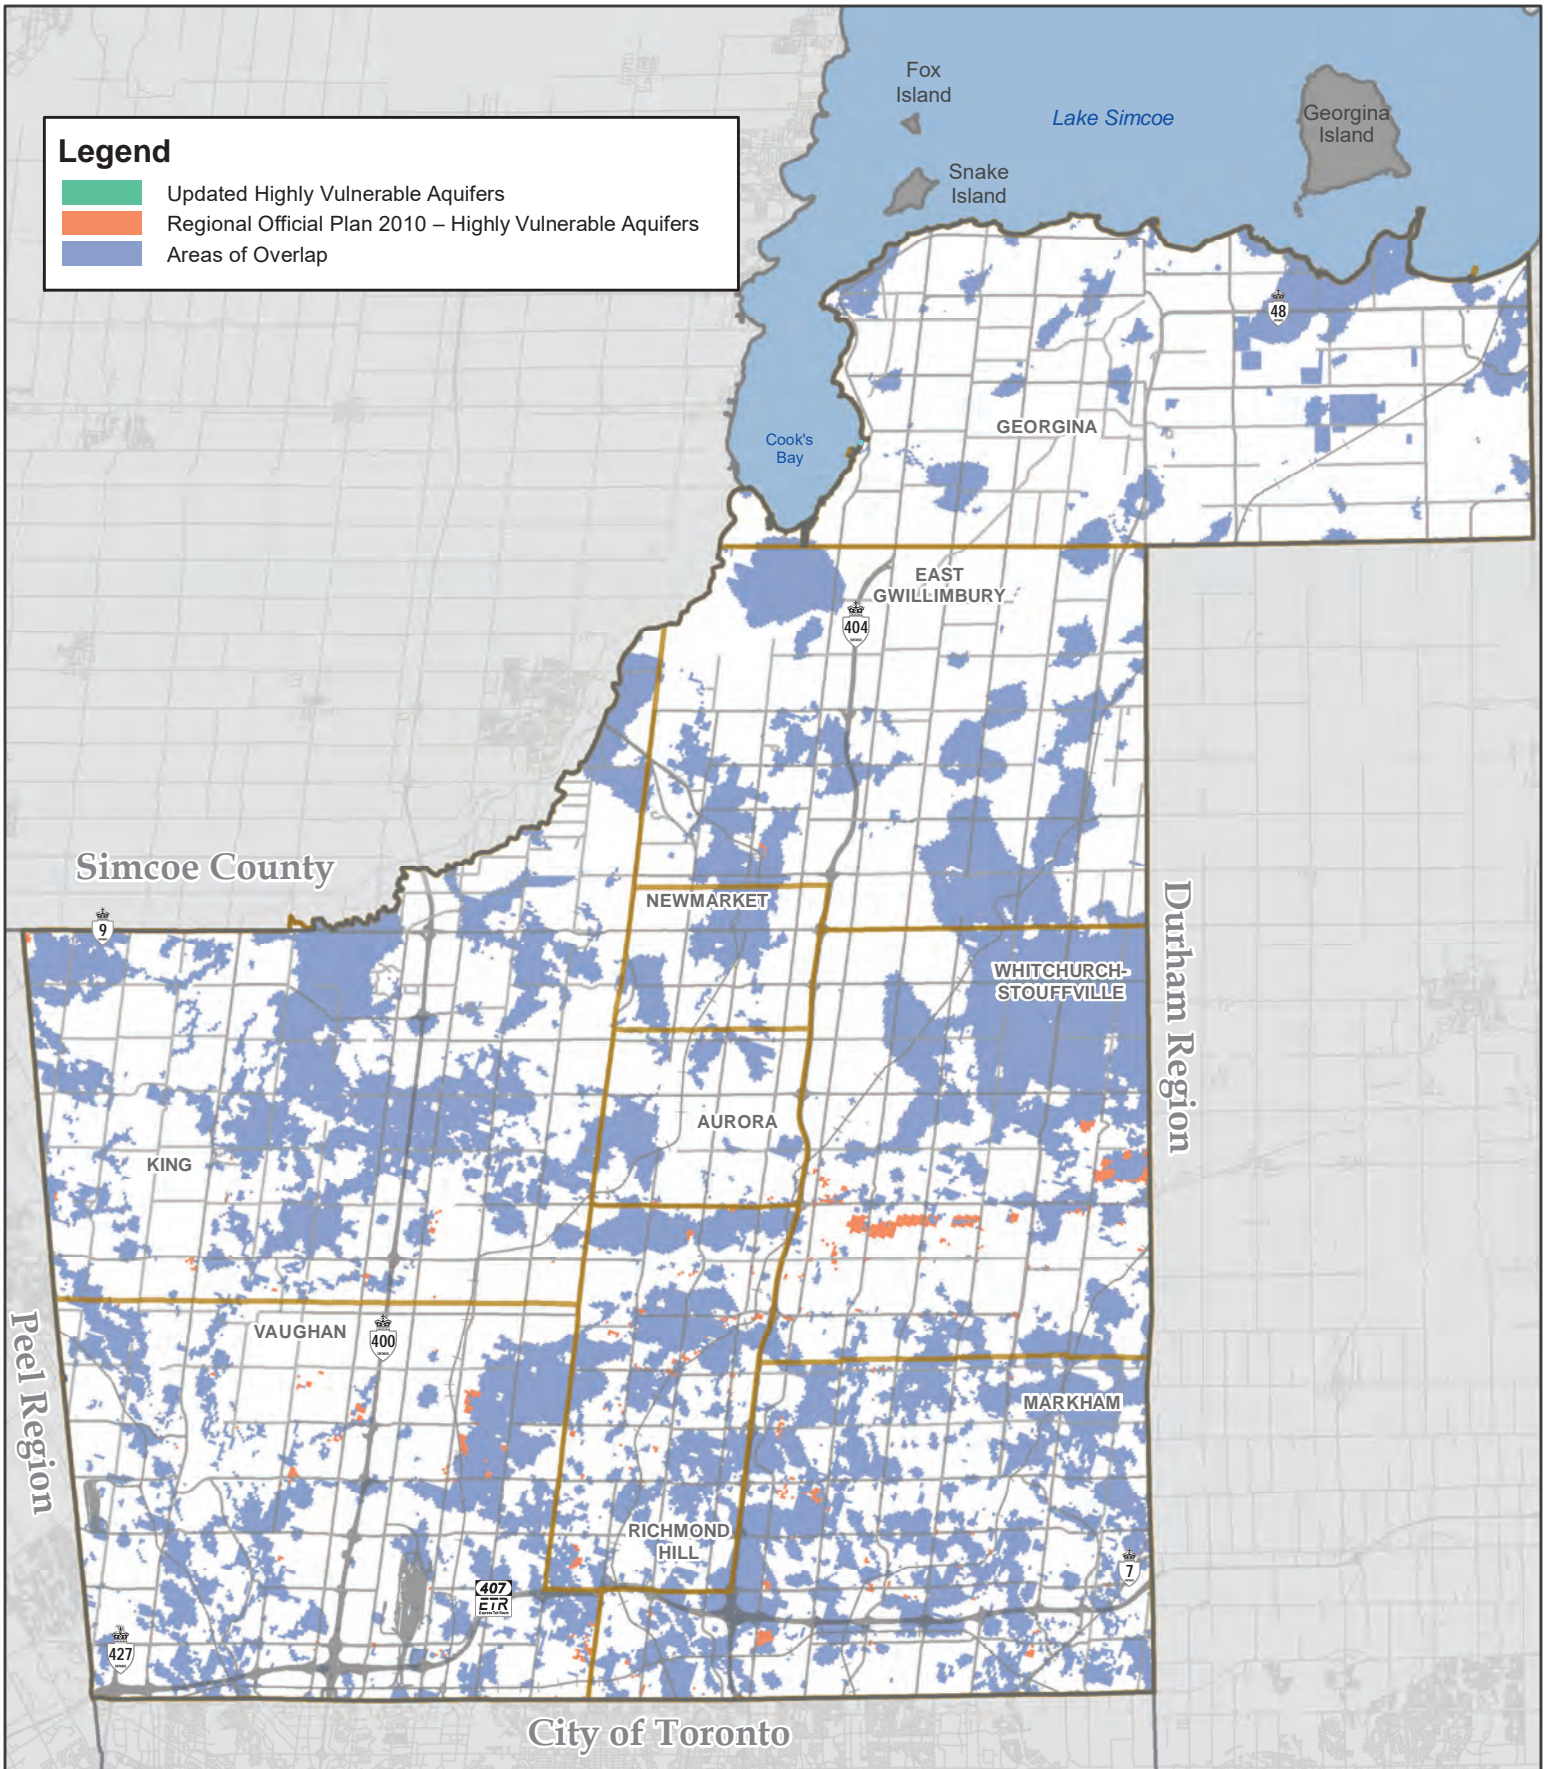 Fox
Island
Lake Simcoe
Georgina
Island
Legend
Updated Highly Vulnerable Aquifers
Regional Official Plan 2010 – Highly Vulnerable Aquifers
Areas of Overlap
Snake
Island
48
GEORGINA
Cook's
Bay
EAST
GWILLIMBURY
404
Simcoe County
NEWMARKET
9
WHITCHURCH-
STOUFFVILLE
Durham Region
AURORA
KING
Peel Region
VAUGHAN
400
MARKHAM
RICHMOND
HILL
7
407
ETR
427
City of Toronto